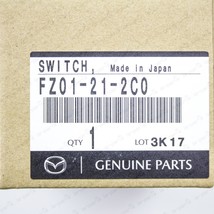 SWITCH, Made in Japan
FZ01-21-2C0
QTY 1 LOT 3K17
GENUINE PARTS